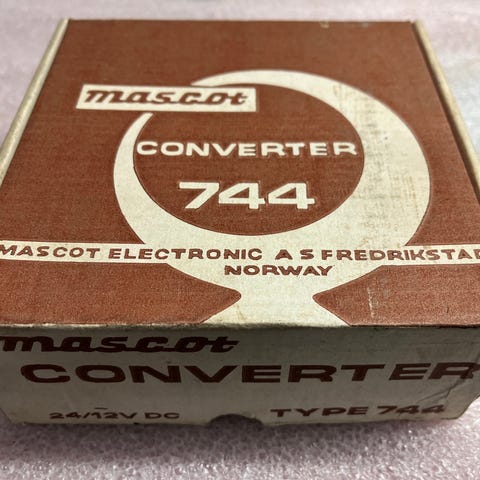 mascot
CONVERTER
744
MASCOT ELECTRONIC A S FREDRIKSTAD
NORWAY
mascot
CONVERTER
24/12V DC
TYPE 744